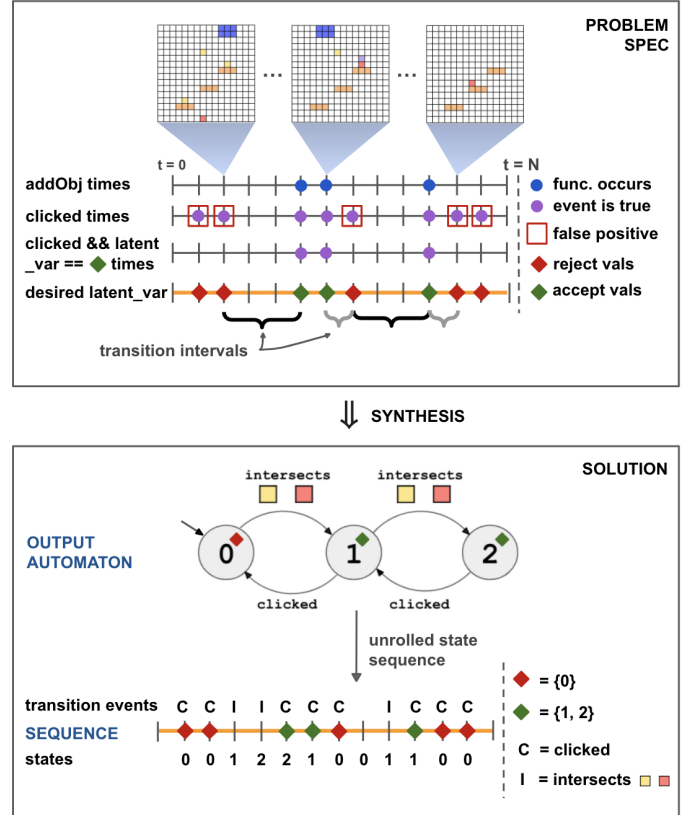 PROBLEM
SPEC
...
...
t = 0
t = N
addObj times
func. occurs
clicked times
event is true
false positive
clicked && latent
_var == times
reject vals
desired latent_var
accept vals
transition intervals
SYNTHESIS
SOLUTION
intersects
intersects
OUTPUT
AUTOMATON
0
1
2
clicked
clicked
unrolled state
sequence
transition events C C I I C C C I C C C
= {0}
SEQUENCE
= {1, 2}
states 0 0 1 2 2 1 0 0 1 1 0 0
C = clicked
I = intersects